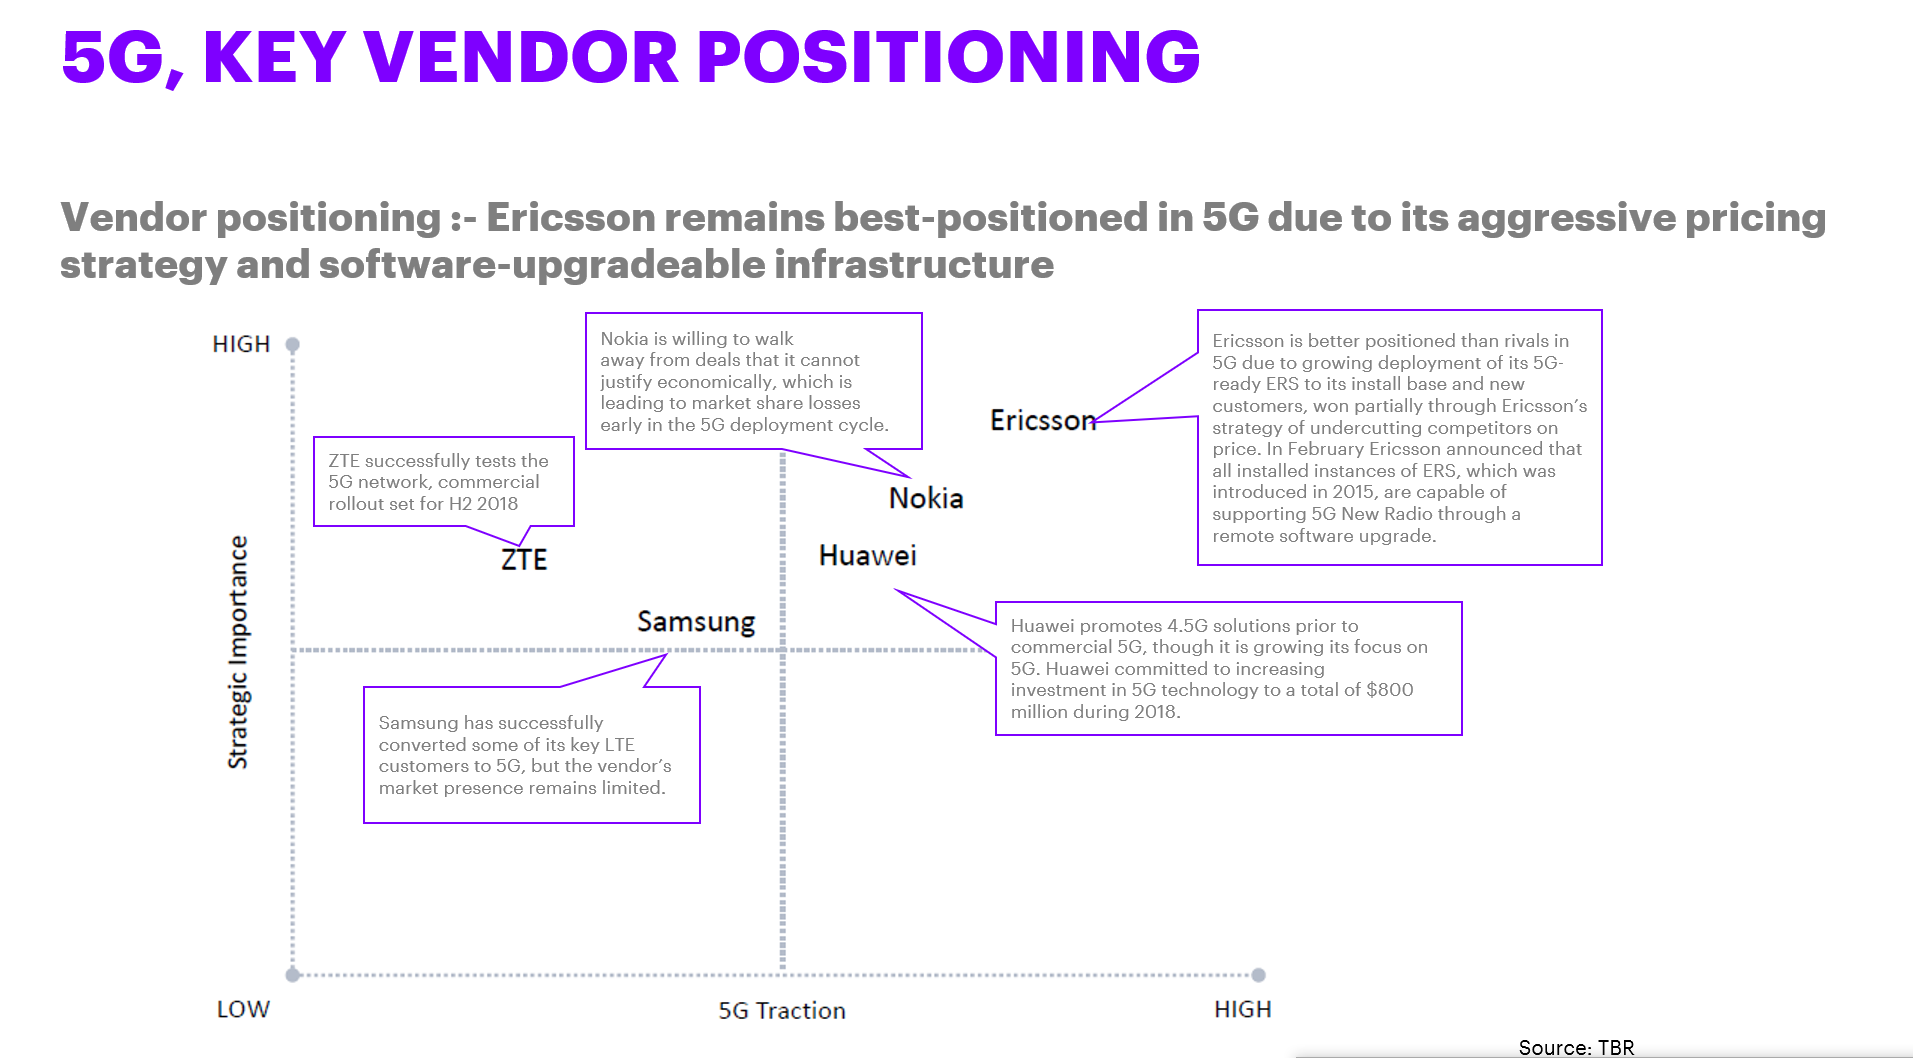 5G, KEY VENDOR POSITIONING
Vendor positioning :- Ericsson remains best-positioned in 5G due to its aggressive pricing
strategy and software-upgradeable infrastructure
HIGH
Nokia is willing to walk
away from deals that it cannot
justify economically, which is
leading to market share losses
early in the 5G deployment cycle.
Ericsson is better positioned than rivals in
5G due to growing deployment of its 5G-
ready ERS to its install base and new
customers, won partially through Ericsson’s
strategy of undercutting competitors on
price. In February Ericsson announced that
all installed instances of ERS, which was
introduced in 2015, are capable of
supporting 5G New Radio through a
remote software upgrade.
Ericsson
ZTE successfully tests the
5G network, commercial
rollout set for H2 2018
Nokia
ZTE
Huawei
Samsung
Strategic Importance
Huawei promotes 4.5G solutions prior to
commercial 5G, though it is growing its focus on
5G. Huawei committed to increasing
investment in 5G technology to a total of $800
million during 2018.
Samsung has successfully
converted some of its key LTE
customers to 5G, but the vendor’s
market presence remains limited.
LOW
5G Traction
HIGH
Source: TBR